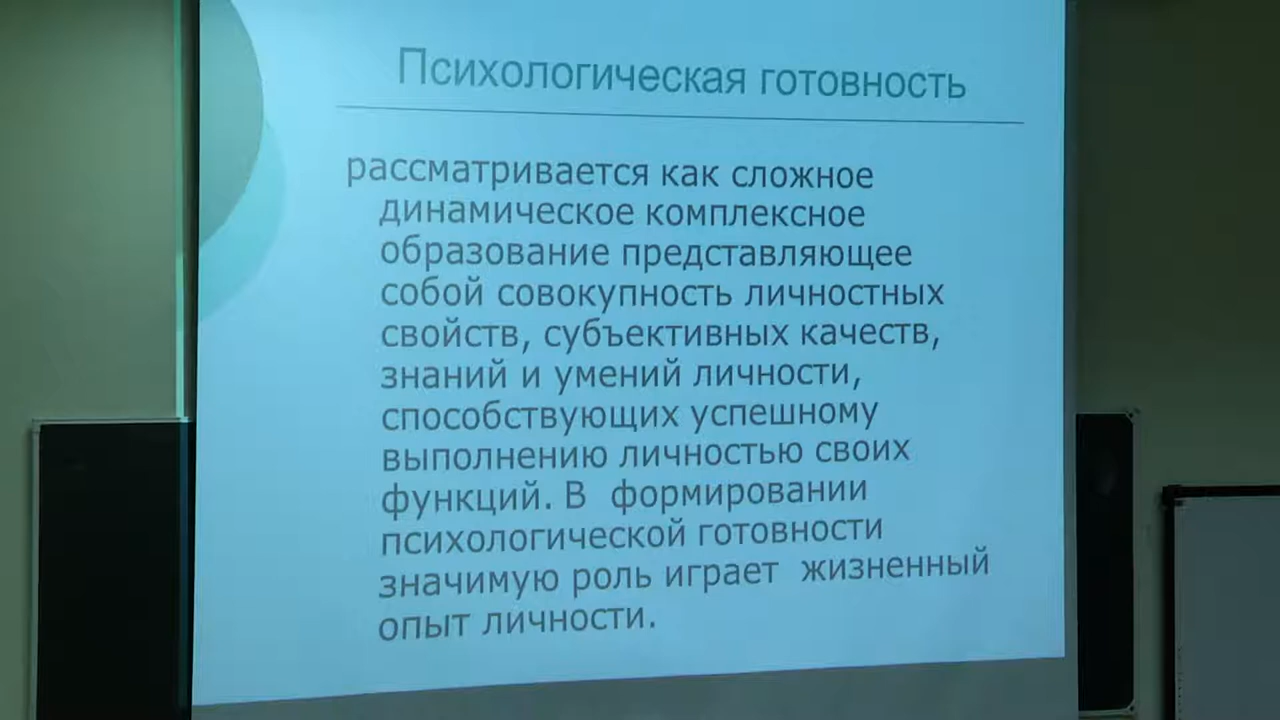 Психологическая готовность
рассматривается как сложное
динамическое комплексное
образование представляющее
собой совокупность личностных
свойств, субъективных качеств,
знаний и умений личности,
способствующих успешному
выполнению личностью своих
функций. В формировании
психологической готовности
значимую роль играет жизненный
опыт личности.